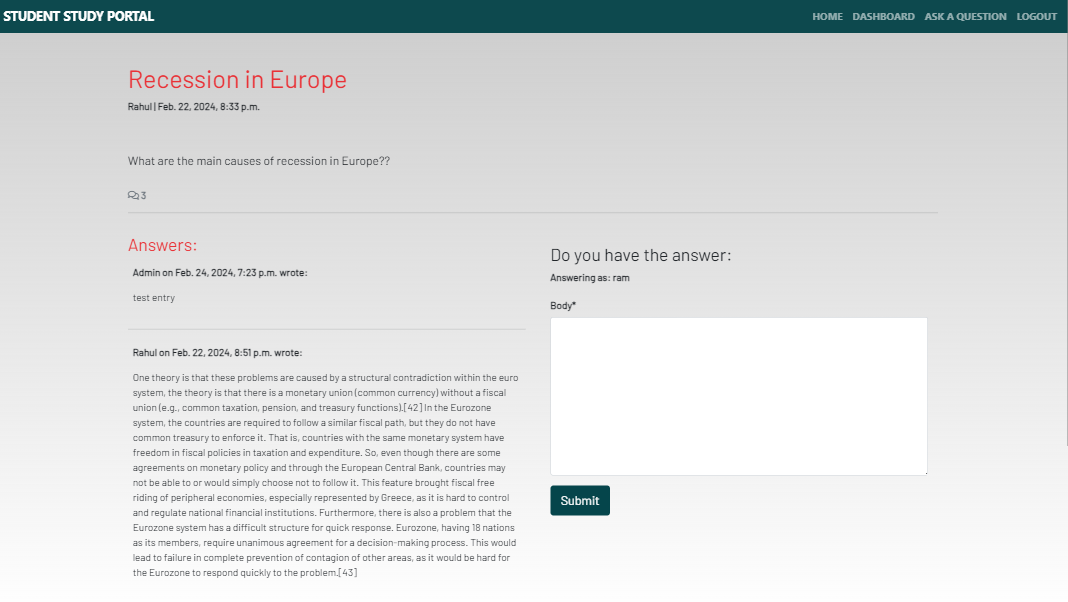 STUDENT STUDY PORTAL
HOME DASHBOARD ASK A QUESTION LOGOUT
Recession in Europe
Rahul | Feb. 22, 2024, 8:33 p.m.
What are the main causes of recession in Europe??
3
Answers:
Admin on Feb. 24, 2024, 7:23 p.m. wrote:
test entry
Rahul on Feb. 22, 2024, 8:51 p.m. wrote:
One theory is that these problems are caused by a structural contradiction within the euro
system, the theory is that there is a monetary union (common currency) without a fiscal
union (e.g., common taxation, pension, and treasury functions).[42] In the Eurozone
system, the countries are required to follow a similar fiscal path, but they do not have
common treasury to enforce it. That is, countries with the same monetary system have
freedom in fiscal policies in taxation and expenditure. So, even though there are some
agreements on monetary policy and through the European Central Bank, countries may
not be able to or would simply choose not to follow it. This feature brought fiscal free
riding of peripheral economies, especially represented by Greece, as it is hard to control
and regulate national financial institutions. Furthermore, there is also a problem that the
Eurozone system has a difficult structure for quick response. Eurozone, having 18 nations
as its members, require unanimous agreement for a decision-making process. This would
lead to failure in complete prevention of contagion of other areas, as it would be hard for
the Eurozone to respond quickly to the problem.[43]
Do you have the answer:
Answering as: ram
Body*
Submit